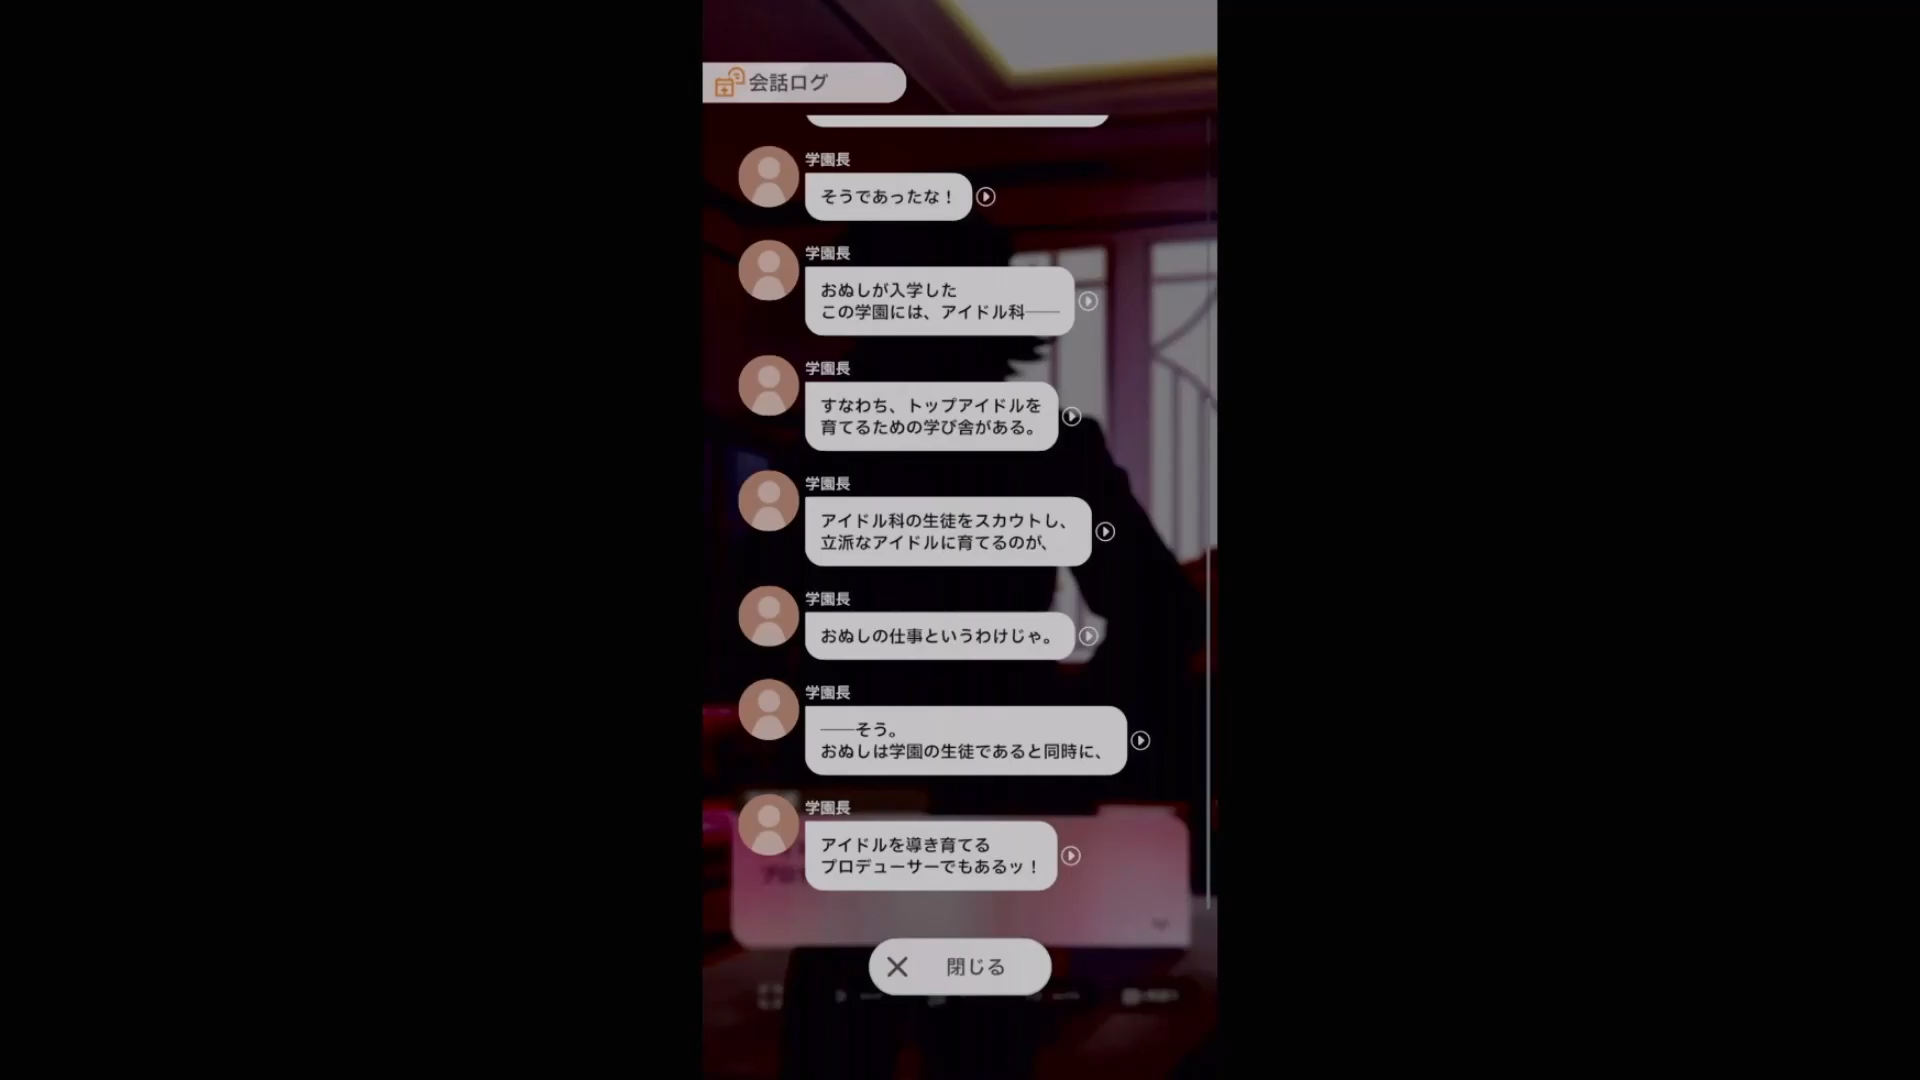 会話ログ
学園長
そうであったな！
学園長
おぬしが入学した
この学園には、アイドル科――
学園長
すなわち、トップアイドルを
育てるための学び舎がある。
学園長
アイドル科の生徒をスカウトし、
立派なアイドルに育てるのが、
学園長
おぬしの仕事というわけじゃ。
学園長
――そう。
おぬしは学園の生徒であると同時に、
学園長
アイドルを導き育てる
プロデューサーでもあるッ！
閉じる